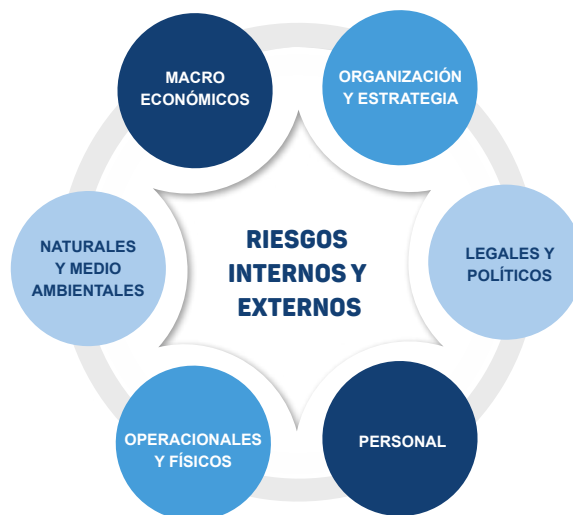 MACRO
ECONÓMICOS
ORGANIZACIÓN
Y ESTRATEGIA
NATURALES
Y MEDIO
AMBIENTALES
RIESGOS
INTERNOS Y
EXTERNOS
LEGALES Y
POLÍTICOS
OPERACIONALES
Y FÍSICOS
PERSONAL